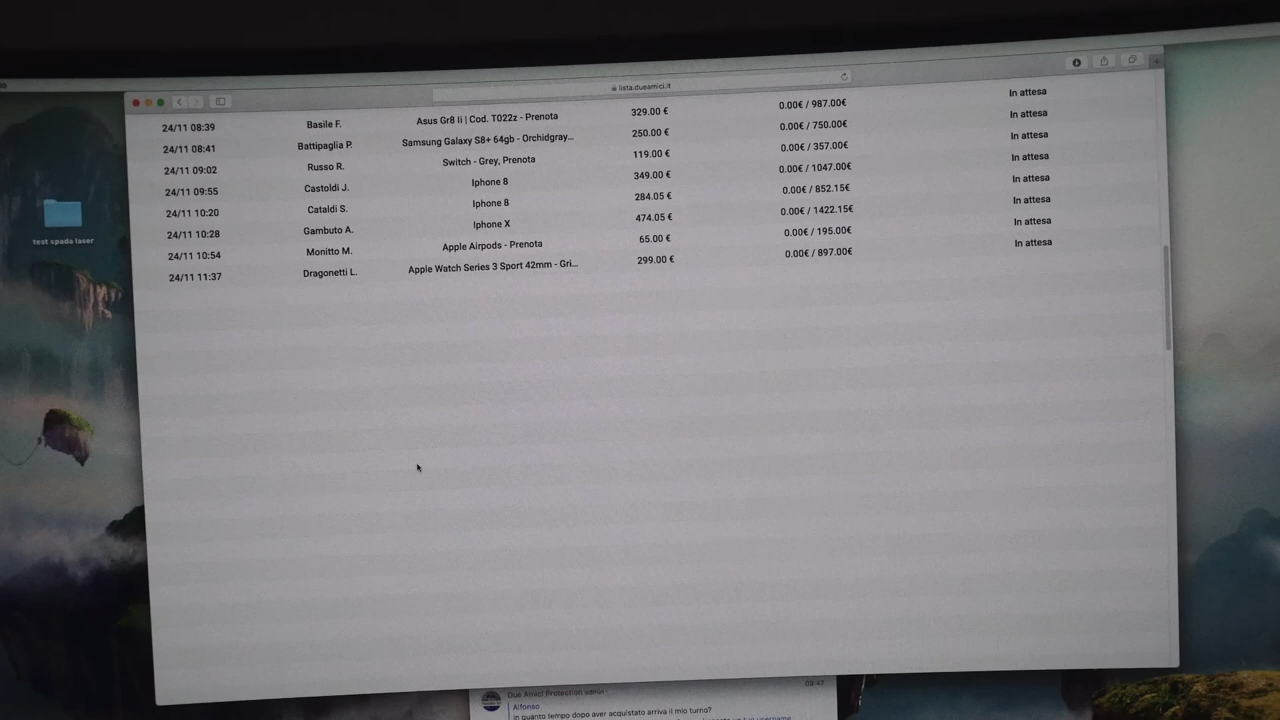 lista.dueamici.it
24/11 08:39 Basile F. Asus Gr8 Ii | Cod. T022z - Prenota 329.00 € 0.00€ / 987.00€ In attesa
24/11 08:41 Battipaglia P. Samsung Galaxy S8+ 64gb - Orchidgray... 250.00 € 0.00€ / 750.00€ In attesa
24/11 09:02 Russo R. Switch - Grey, Prenota 119.00 € 0.00€ / 357.00€ In attesa
24/11 09:55 Castoldi J. Iphone 8 349.00 € 0.00€ / 1047.00€ In attesa
24/11 10:20 Cataldi S. Iphone 8 284.05 € 0.00€ / 852.15€ In attesa
24/11 10:28 Gambuto A. Iphone X 474.05 € 0.00€ / 1422.15€ In attesa
24/11 10:54 Monitto M. Apple Airpods - Prenota 65.00 € 0.00€ / 195.00€ In attesa
24/11 11:37 Dragonetti L. Apple Watch Series 3 Sport 42mm - Gri... 299.00 € 0.00€ / 897.00€ In attesa
test spada laser
Due Amici Protection admin 09:47
Alfonso
in quanto tempo dopo aver acquistato arriva il mio turno?